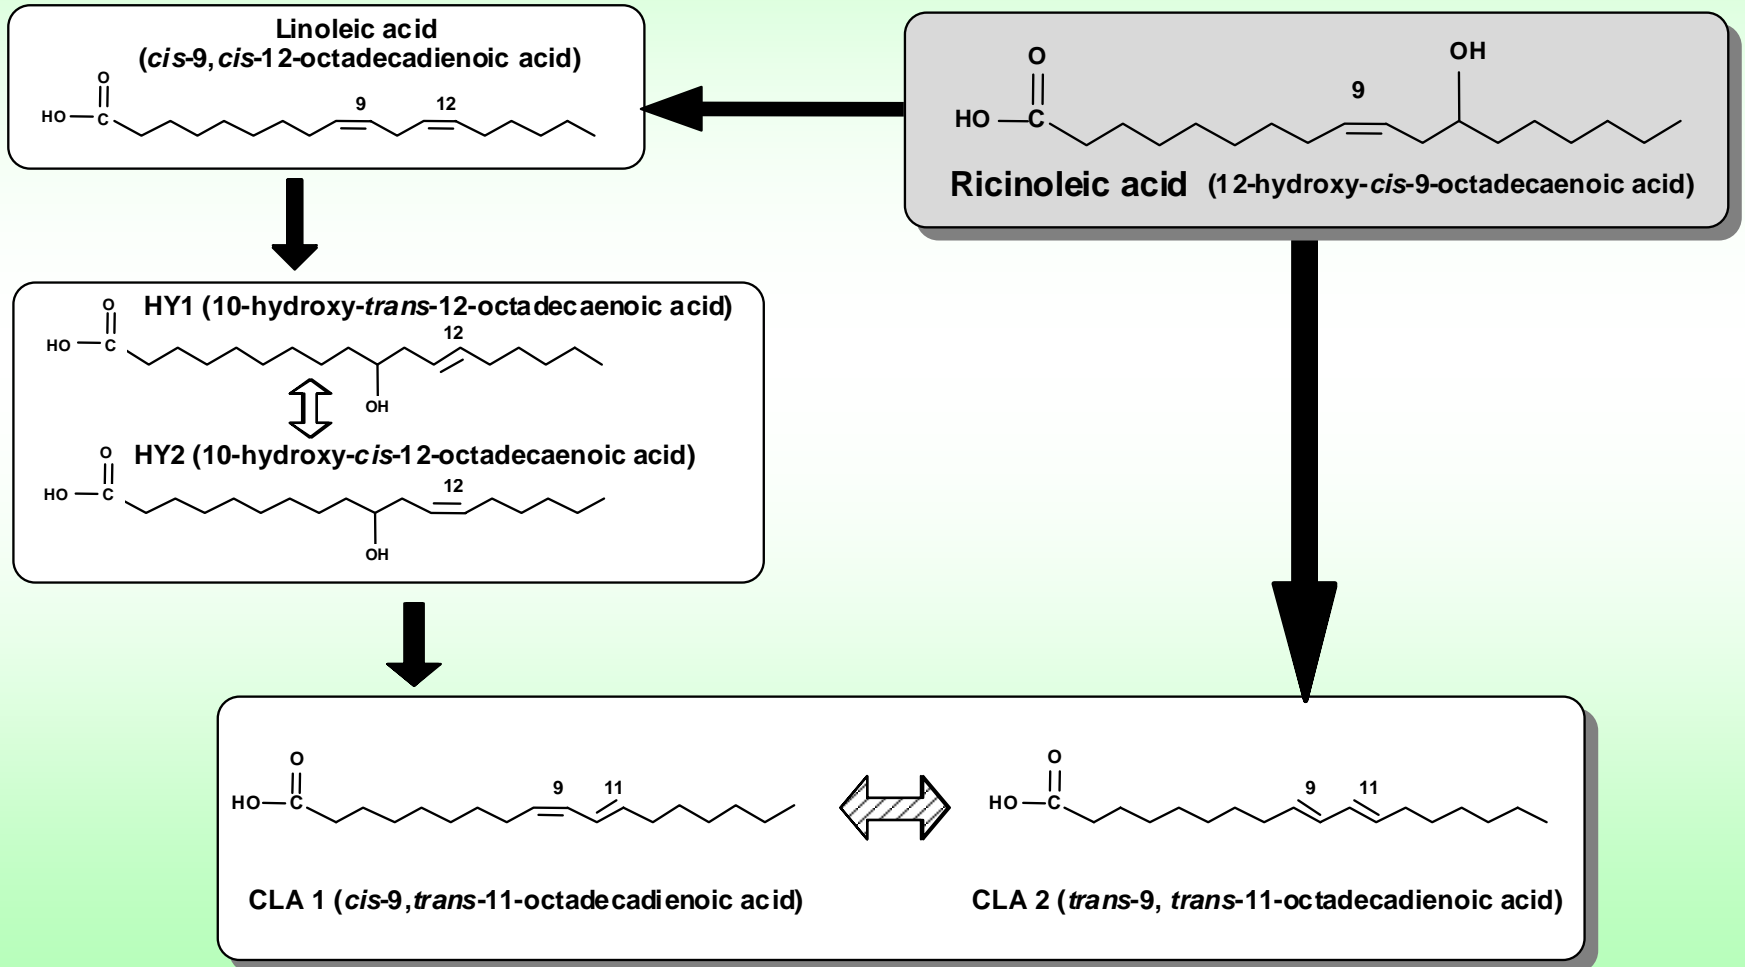 Linoleic acid
(cis-9, cis-12-octadecadienoic acid)
O
HO C
9 12
OH
O
HO C
9
Ricinoleic acid (12-hydroxy-cis-9-octadecaenoic acid)
HY1 (10-hydroxy-trans-12-octadecaenoic acid)
O
HO C
12
OH
HY2 (10-hydroxy-cis-12-octadecaenoic acid)
O
HO C
12
OH
O
HO C
9 11
CLA 1 (cis-9,trans-11-octadecadienoic acid)
O
HO C
9 11
CLA 2 (trans-9, trans-11-octadecadienoic acid)